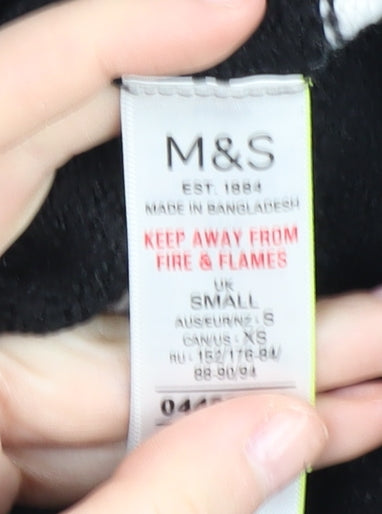 M&S
EST. 1884
MADE IN BANGLADESH
KEEP AWAY FROM
FIRE & FLAMES
UK
SMALL
AUS/EUR/NZ - S
CAN/US - XS
RU - 152/176-84/
88-90/94